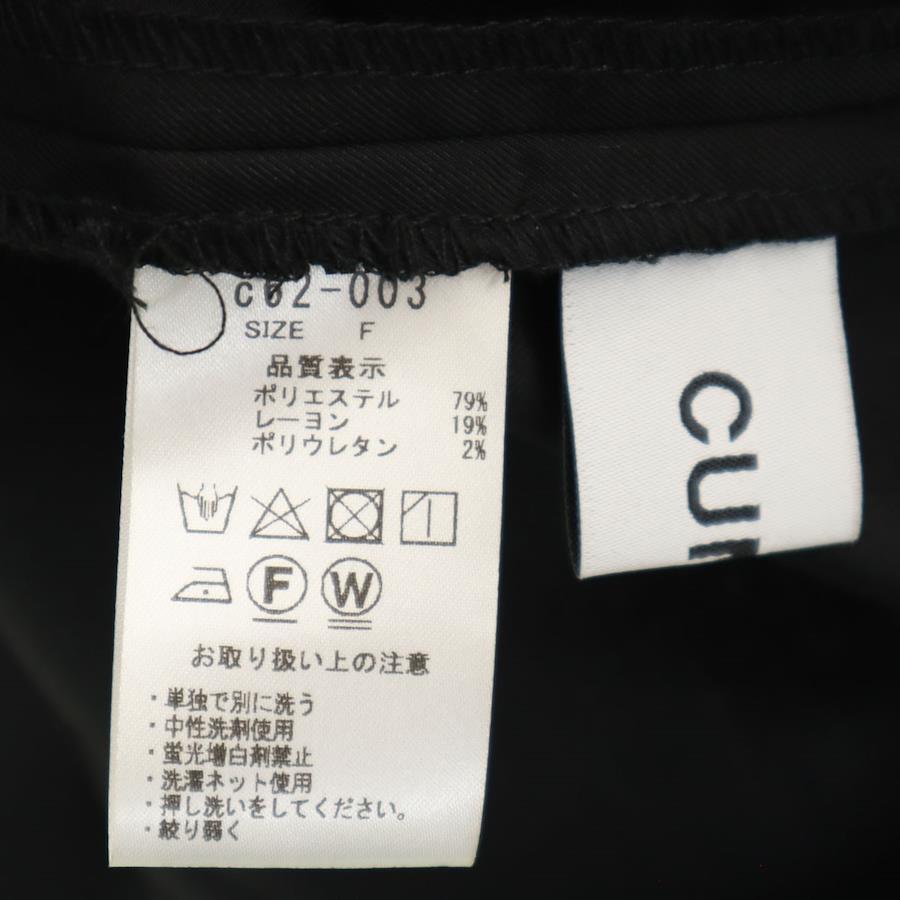 c62-003
SIZE F
品質表示
ポリエステル 79%
レーヨン 19%
ポリウレタン 2%
F W
お取り扱い上の注意
・単独で別に洗う
・中性洗剤使用
・蛍光増白剤禁止
・洗濯ネット使用
・押し洗いをしてください。
・絞り弱く
CU